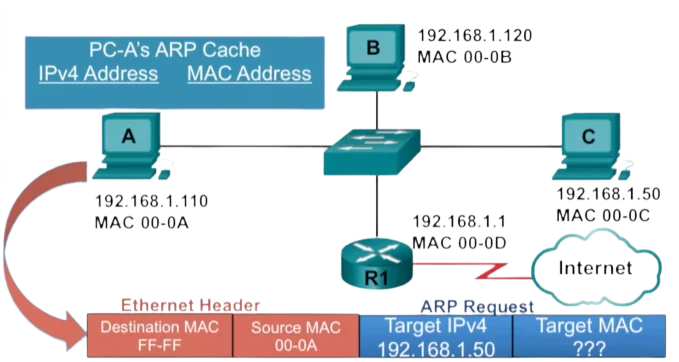 PC-A's ARP Cache
IPv4 Address MAC Address
B
192.168.1.120
MAC 00-0B
A
192.168.1.110
MAC 00-0A
C
192.168.1.50
MAC 00-0C
192.168.1.1
MAC 00-0D
R1
Internet
Ethernet Header
ARP Request
Destination MAC
FF-FF
Source MAC
00-0A
Target IPv4
192.168.1.50
Target MAC
???